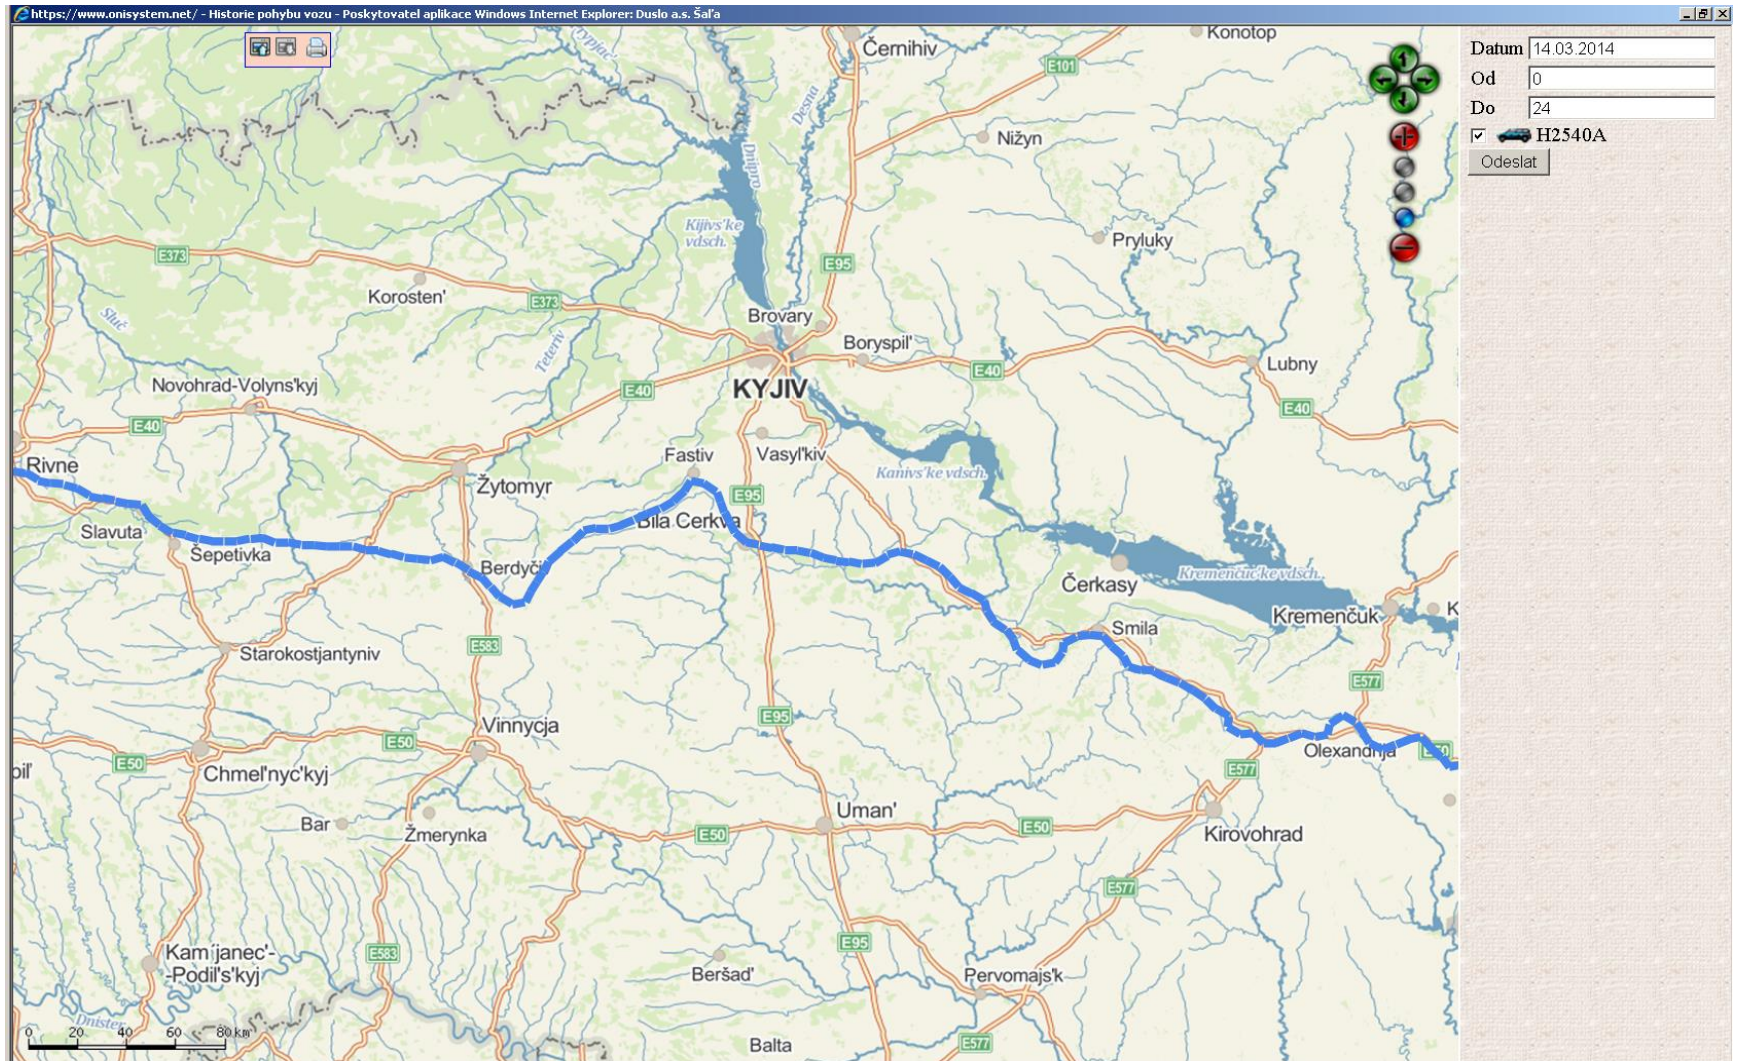 https://www.onisystem.net/ - Historie pohybu vozu - Poskytovatel aplikace Windows Internet Explorer: Duslo a.s. Šaľa
Datum 14.03.2014
Od 0
Do 24
H2540A
Odeslat
Černihiv
Konotop
E101
Desna
Nižyn
Dnipro
Kijivs'ke
vdsch.
Pryluky
E373
E95
Korosten'
E373
Sluč
Teteriv
Brovary
Boryspil'
Lubny
E40
KYJIV
Novohrad-Volyns'kyj
E40
E40
E40
Rivne
Fastiv
Vasyl'kiv
Kanivs'ke vdsch.
Žytomyr
E95
Slavuta
Bila Cerkva
Šepetivka
Berdyči
Čerkasy
Kremenčuc'ke vdsch.
Kremenčuk
K
Smila
E583
Starokostjantyniv
E577
E95
Vinnycja
E50
E50
Olexandrija
E50
Chmel'nyc'kyj
E577
Uman'
Bar
Žmerynka
E50
E50
Kirovohrad
E577
E95
Kamjanec'-
-Podil's'kyj
E583
Beršad'
Pervomajs'k
Dnister
0 20 40 60 80 km
Balta
E577